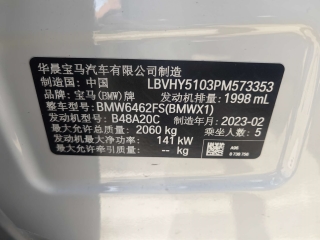 华晨宝马汽车有限公司制造
制造国：中国 LBVHY5103PM573353
品牌：宝马(BMW)牌 发动机排量：1998 mL
整车型号：BMW6462FS(BMWX1)
发动机型号：B48A20C 制造年月：2023-02
最大允许总质量：2060 kg 乘坐人数：5
发动机最大净功率：141 kW
最大允许牵引质量：-- kg